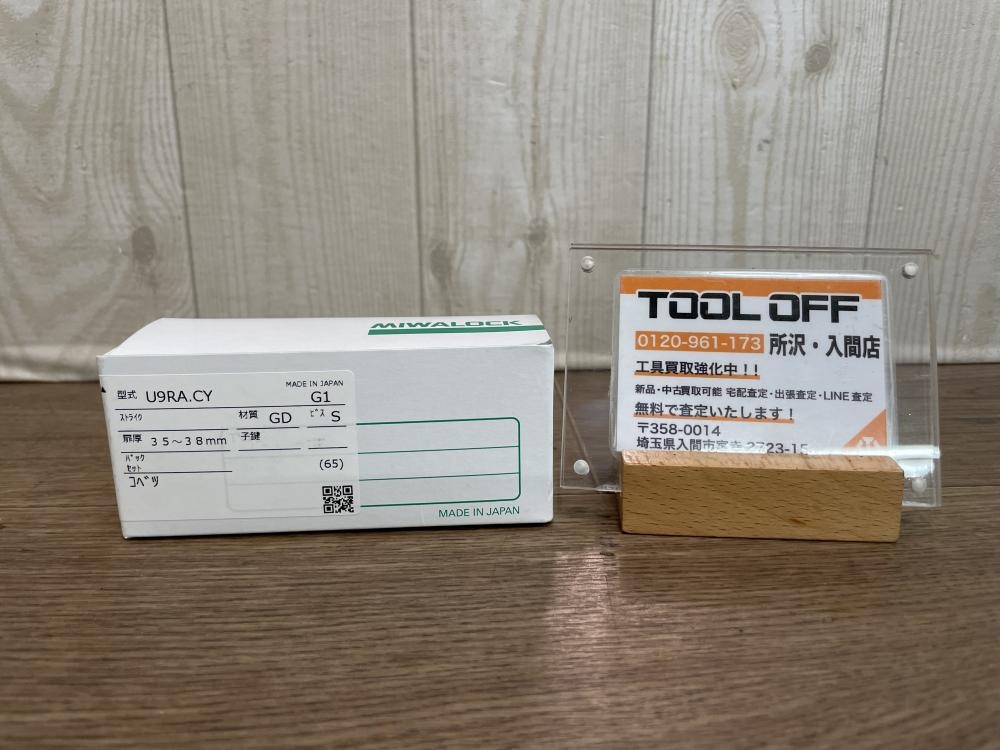 MIWALOCK
MADE IN JAPAN
型式 U9RA.CY G1
ｽﾄﾗｲｸ 材質 GD ﾋﾞｽ S
扉厚 35～38mm 子鍵
ﾊﾞｯｸ
ｾｯﾄ (65)
ｺﾍﾞﾂ
MADE IN JAPAN
TOOL OFF
0120-961-173 所沢・入間店
工具買取強化中！！
新品・中古買取可能 宅配査定・出張査定・LINE査定
無料で査定いたします！
〒358-0014
埼玉県入間市宮寺 2723-15